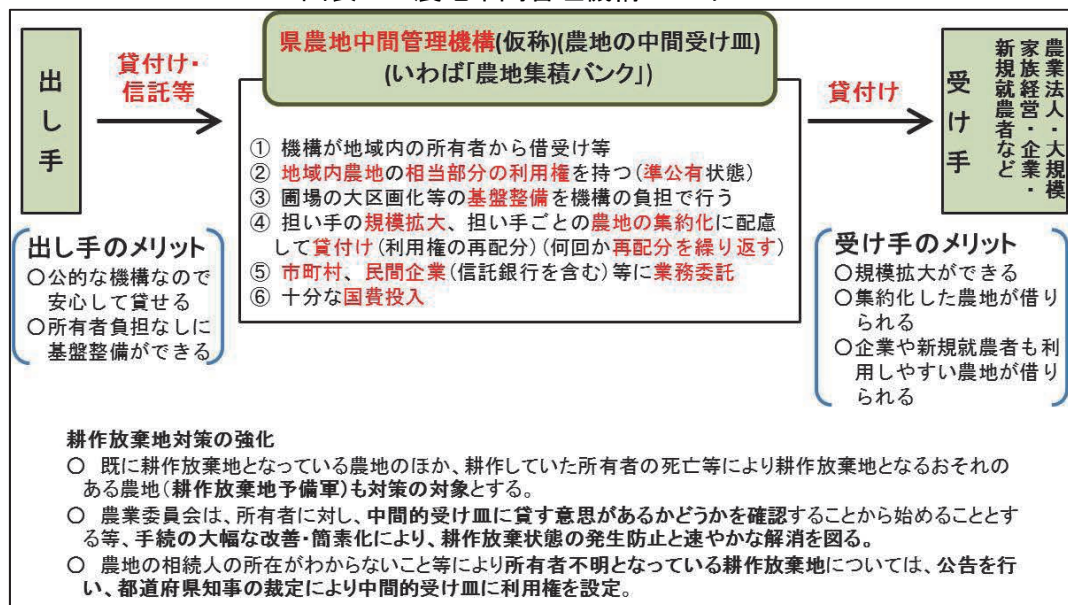 県農地中間管理機構(仮称)(農地の中間受け皿)
(いわば「農地集積バンク」)
出し手
貸付け・
信託等
① 機構が地域内の所有者から借受け等
② 地域内農地の相当部分の利用権を持つ(準公有状態)
③ 圃場の大区画化等の基盤整備を機構の負担で行う
④ 担い手の規模拡大、担い手ごとの農地の集約化に配慮
して貸付け(利用権の再配分)(何回か再配分を繰り返す)
⑤ 市町村、民間企業(信託銀行を含む)等に業務委託
⑥ 十分な国費投入
貸付け
受け手
農業法人・大規模
家族経営・企業・
新規就農者など
出し手のメリット
○公的な機構なので
安心して貸せる
○所有者負担なしに
基盤整備ができる
受け手のメリット
○規模拡大ができる
○集約化した農地が借り
られる
○企業や新規就農者も利
用しやすい農地が借り
られる
耕作放棄地対策の強化
○ 既に耕作放棄地となっている農地のほか、耕作していた所有者の死亡等により耕作放棄地となるおそれの
ある農地(耕作放棄地予備軍)も対策の対象とする。
○ 農業委員会は、所有者に対し、中間的受け皿に貸す意思があるかどうかを確認することから始めることとす
る等、手続の大幅な改善・簡素化により、耕作放棄状態の発生防止と速やかな解消を図る。
○ 農地の相続人の所在がわからないこと等により所有者不明となっている耕作放棄地については、公告を行
い、都道府県知事の裁定により中間的受け皿に利用権を設定。